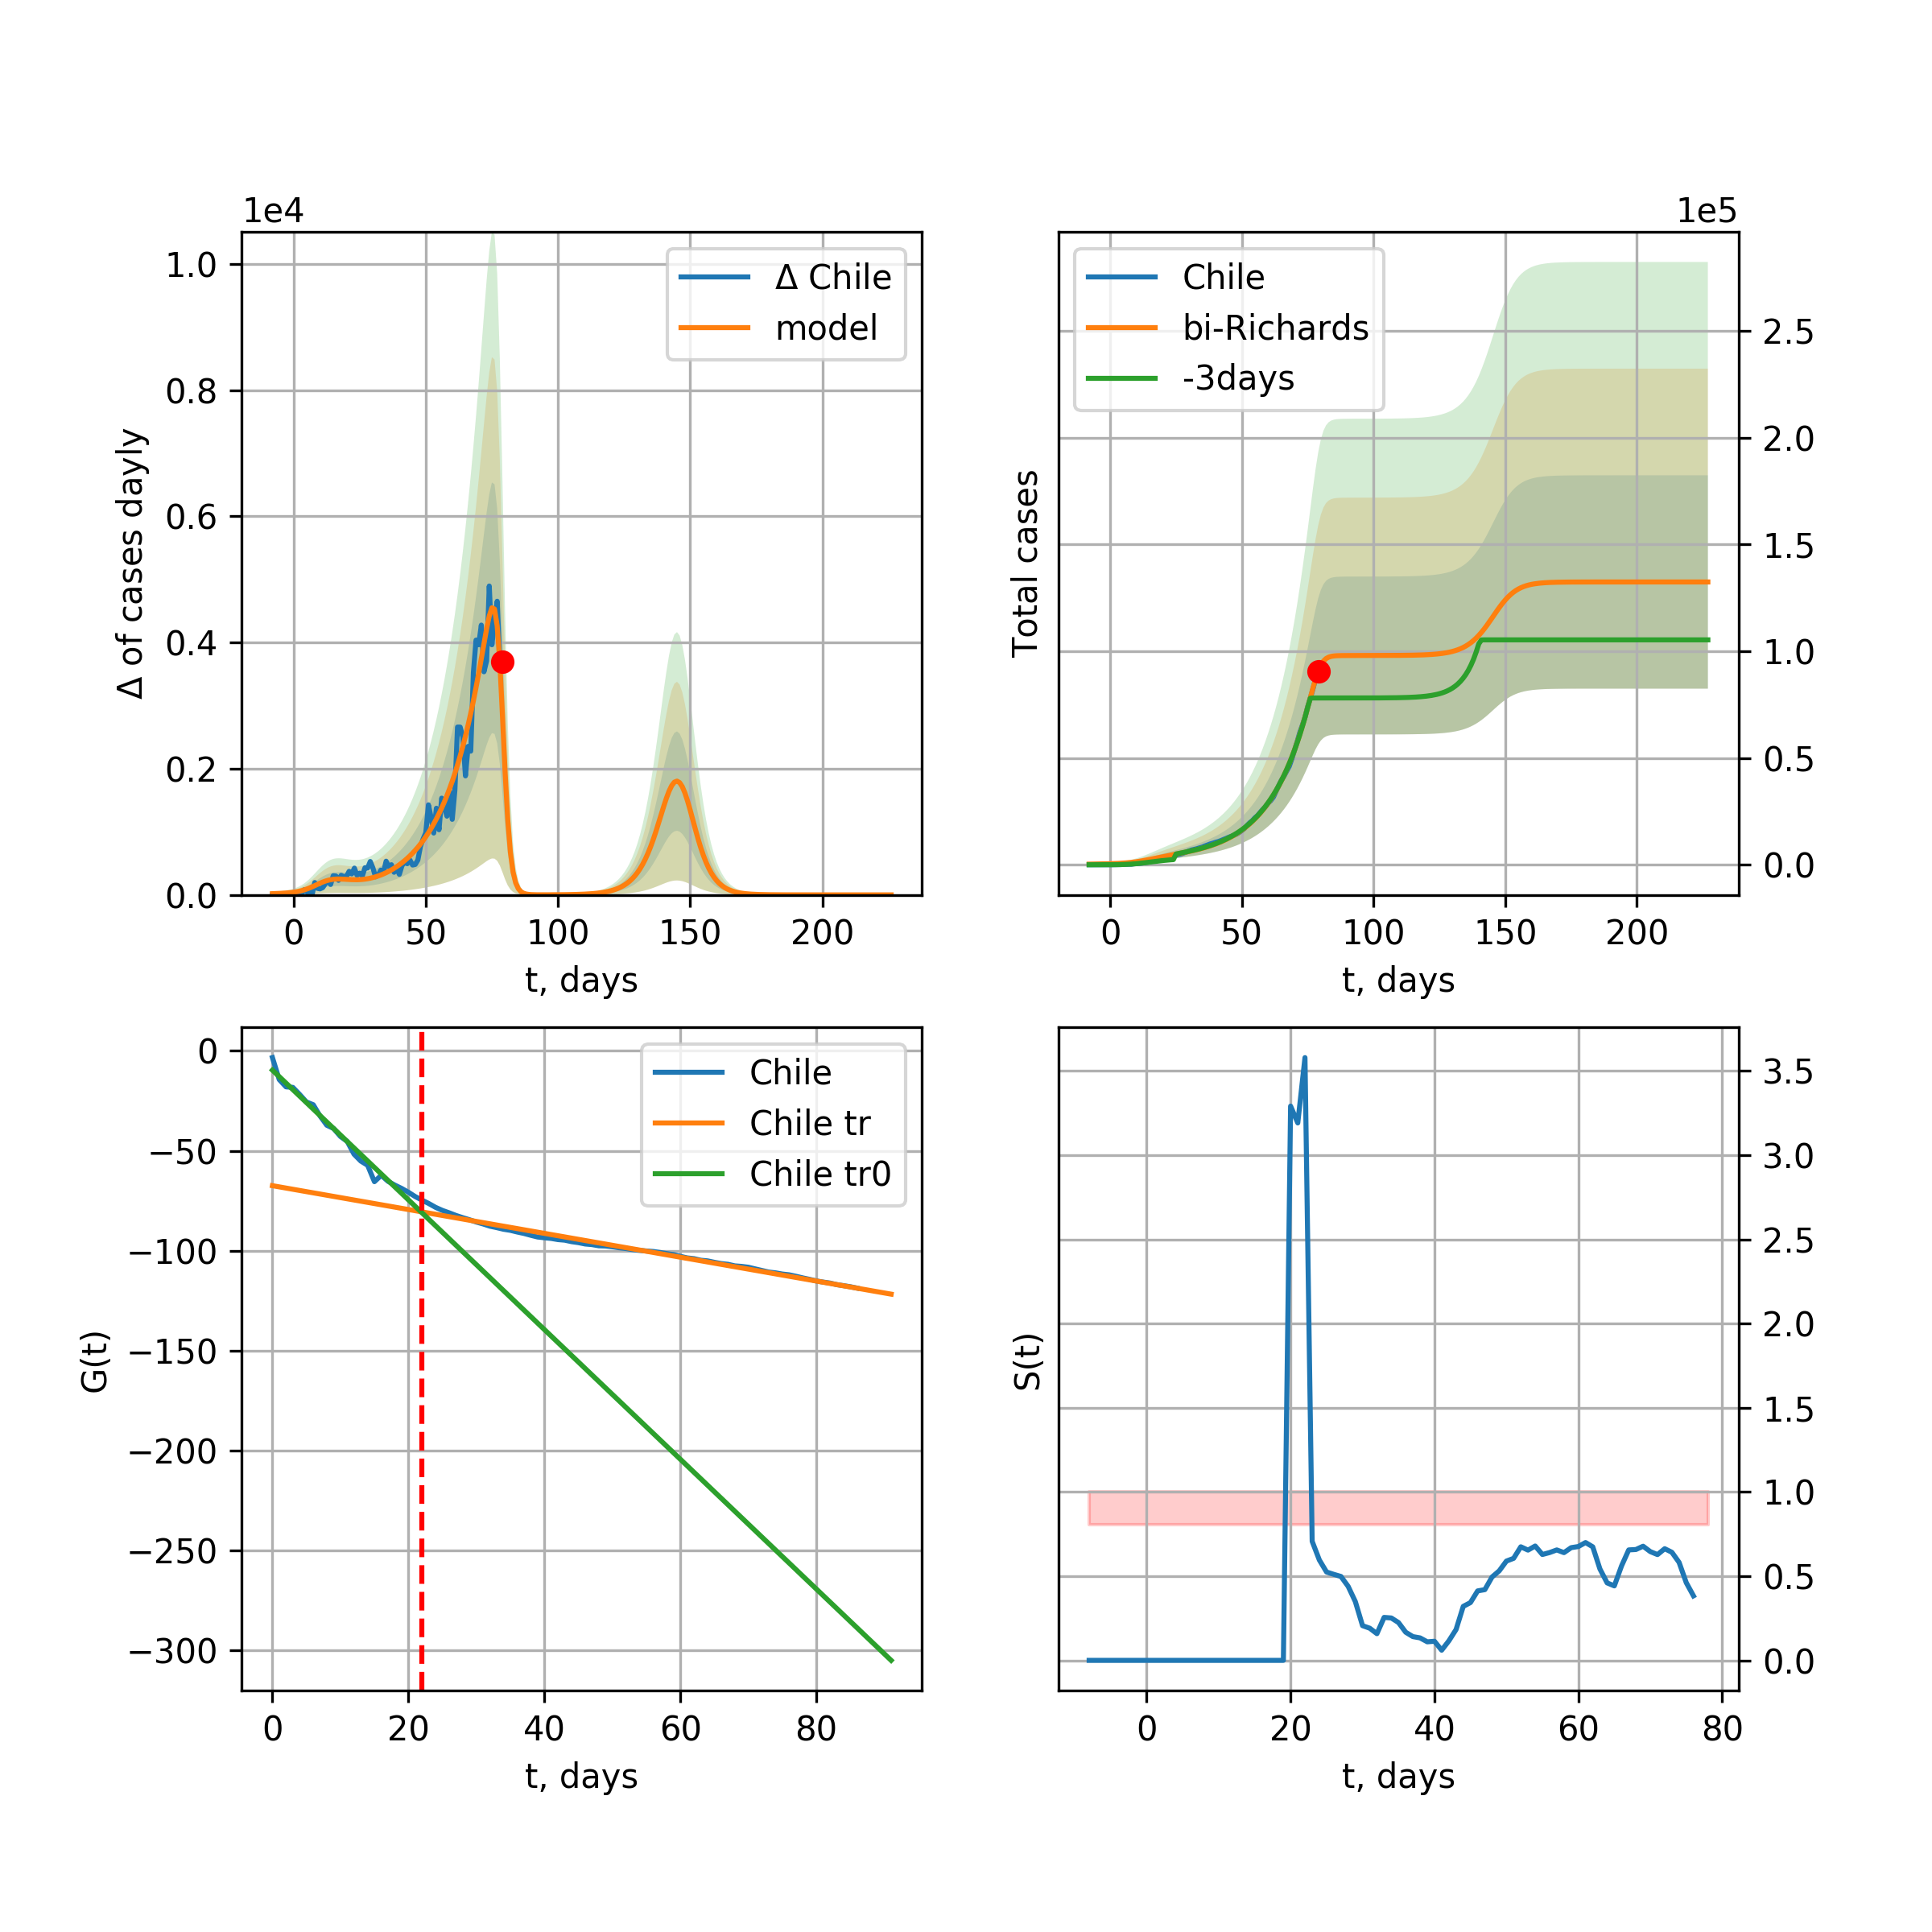 1e4
Δ of cases dayly
1.0
0.8
0.6
0.4
0.2
0.0
Δ Chile
model
0 50 100 150 200
t, days
1e5
Total cases
Chile
bi-Richards
-3days
2.5
2.0
1.5
1.0
0.5
0.0
0 50 100 150 200
t, days
G(t)
0
−50
−100
−150
−200
−250
−300
Chile
Chile tr
Chile tr0
0 20 40 60 80
t, days
S(t)
3.5
3.0
2.5
2.0
1.5
1.0
0.5
0.0
0 20 40 60 80
t, days